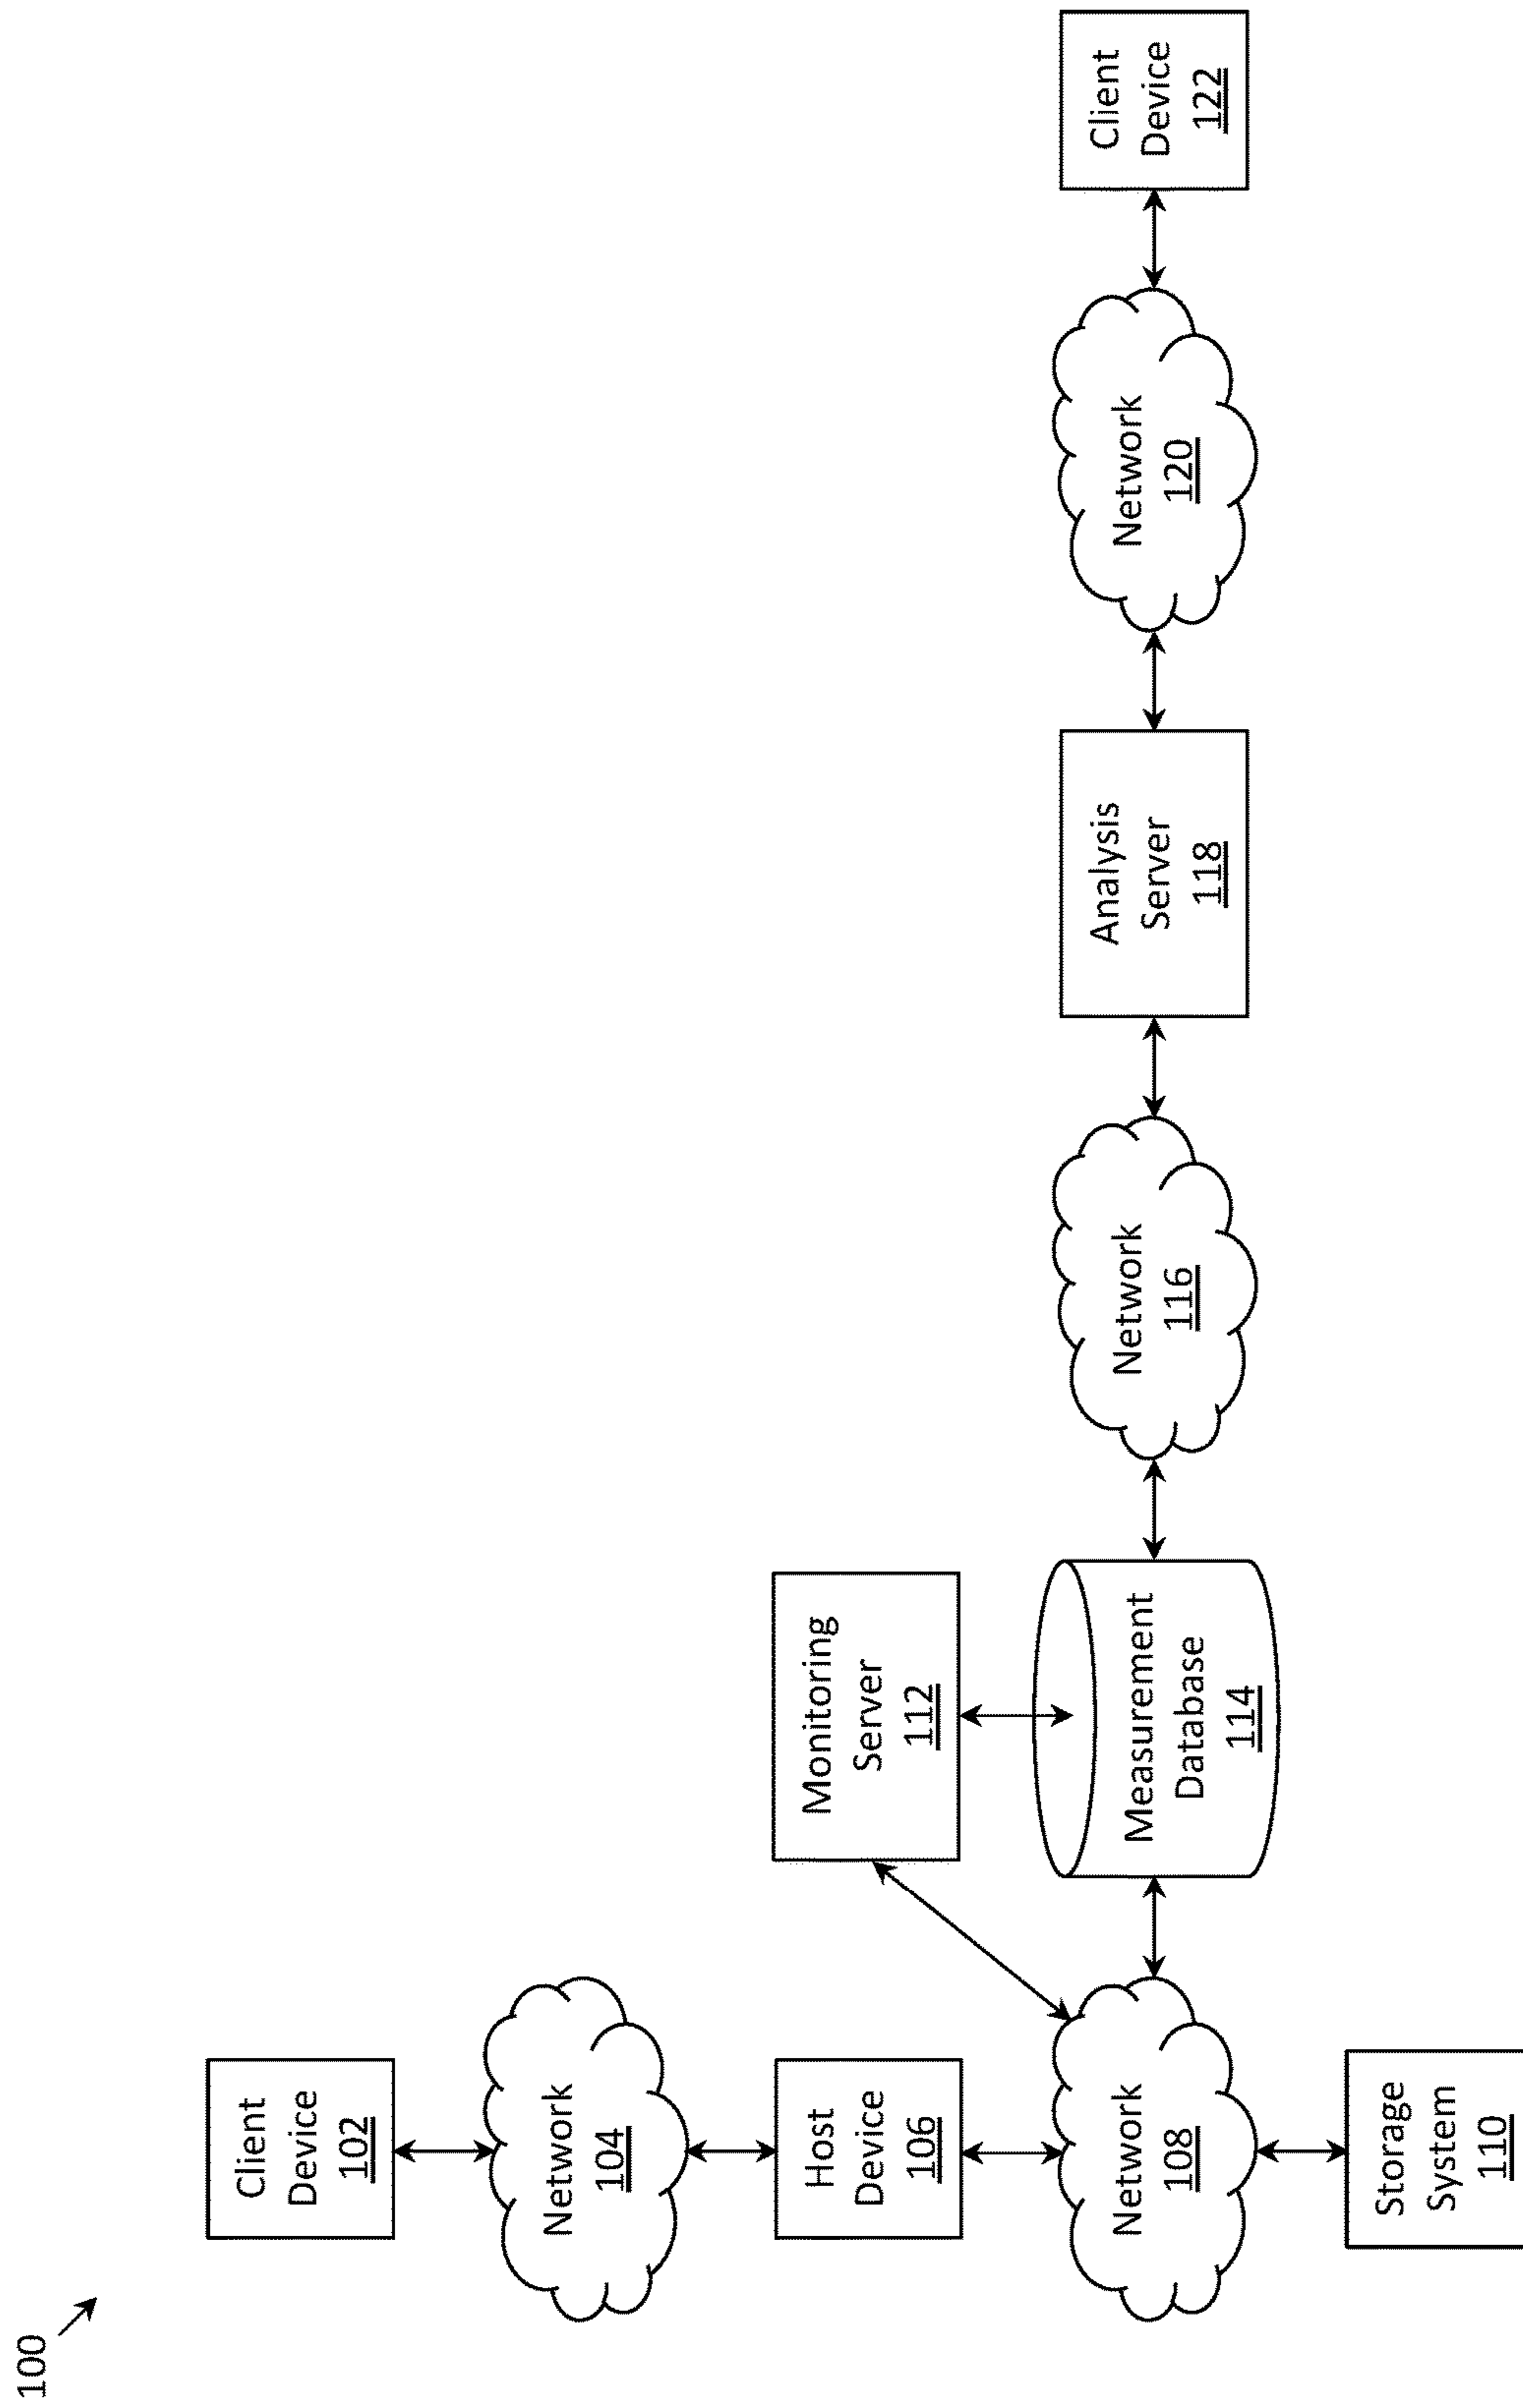 100
Client
Device
102
Network
104
Host
Device
106
Network
108
Storage
System
110
Monitoring
Server
112
Measurement
Database
114
Network
116
Analysis
Server
118
Network
120
Client
Device
122